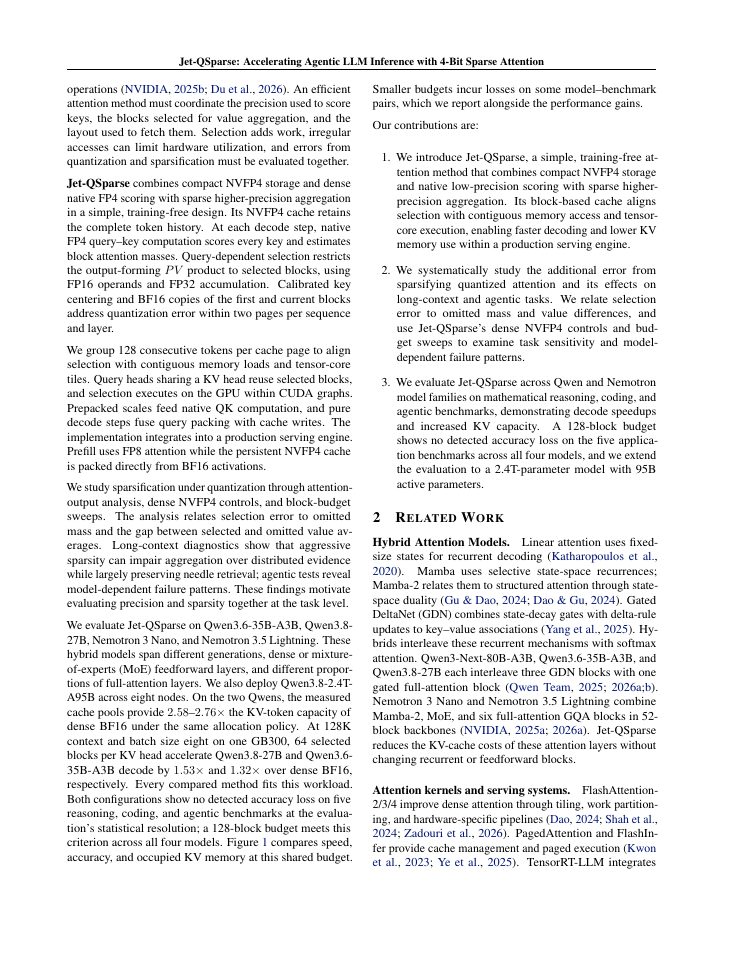 Jet-QSparse: Accelerating Agentic LLM Inference with 4-Bit Sparse Attention
operations (NVIDIA, 2025b; Du et al., 2026). An efficient
attention method must coordinate the precision used to score
keys, the blocks selected for value aggregation, and the
layout used to fetch them. Selection adds work, irregular
accesses can limit hardware utilization, and errors from
quantization and sparsification must be evaluated together.
Jet-QSparse combines compact NVFP4 storage and dense
native FP4 scoring with sparse higher-precision aggregation
in a simple, training-free design. Its NVFP4 cache retains
the complete token history. At each decode step, native
FP4 query–key computation scores every key and estimates
block attention masses. Query-dependent selection restricts
the output-forming PV product to selected blocks, using
FP16 operands and FP32 accumulation. Calibrated key
centering and BF16 copies of the first and current blocks
address quantization error within two pages per sequence
and layer.
We group 128 consecutive tokens per cache page to align
selection with contiguous memory loads and tensor-core
tiles. Query heads sharing a KV head reuse selected blocks,
and selection executes on the GPU within CUDA graphs.
Prepacked scales feed native QK computation, and pure
decode steps fuse query packing with cache writes. The
implementation integrates into a production serving engine.
Prefill uses FP8 attention while the persistent NVFP4 cache
is packed directly from BF16 activations.
We study sparsification under quantization through attention-
output analysis, dense NVFP4 controls, and block-budget
sweeps. The analysis relates selection error to omitted
mass and the gap between selected and omitted value av-
erages. Long-context diagnostics show that aggressive
sparsity can impair aggregation over distributed evidence
while largely preserving needle retrieval; agentic tests reveal
model-dependent failure patterns. These findings motivate
evaluating precision and sparsity together at the task level.
We evaluate Jet-QSparse on Qwen3.6-35B-A3B, Qwen3.8-
27B, Nemotron 3 Nano, and Nemotron 3.5 Lightning. These
hybrid models span different generations, dense or mixture-
of-experts (MoE) feedforward layers, and different propor-
tions of full-attention layers. We also deploy Qwen3.8-2.4T-
A95B across eight nodes. On the two Qwens, the measured
cache pools provide 2.58–2.76× the KV-token capacity of
dense BF16 under the same allocation policy. At 128K
context and batch size eight on one GB300, 64 selected
blocks per KV head accelerate Qwen3.8-27B and Qwen3.6-
35B-A3B decode by 1.53× and 1.32× over dense BF16,
respectively. Every compared method fits this workload.
Both configurations show no detected accuracy loss on five
reasoning, coding, and agentic benchmarks at the evalua-
tion's statistical resolution; a 128-block budget meets this
criterion across all four models. Figure 1 compares speed,
accuracy, and occupied KV memory at this shared budget.
Smaller budgets incur losses on some model–benchmark
pairs, which we report alongside the performance gains.
Our contributions are:
1. We introduce Jet-QSparse, a simple, training-free at-
tention method that combines compact NVFP4 storage
and native low-precision scoring with sparse higher-
precision aggregation. Its block-based cache aligns
selection with contiguous memory access and tensor-
core execution, enabling faster decoding and lower KV
memory use within a production serving engine.
2. We systematically study the additional error from
sparsifying quantized attention and its effects on
long-context and agentic tasks. We relate selection
error to omitted mass and value differences, and
use Jet-QSparse's dense NVFP4 controls and bud-
get sweeps to examine task sensitivity and model-
dependent failure patterns.
3. We evaluate Jet-QSparse across Qwen and Nemotron
model families on mathematical reasoning, coding, and
agentic benchmarks, demonstrating decode speedups
and increased KV capacity. A 128-block budget
shows no detected accuracy loss on the five applica-
tion benchmarks across all four models, and we extend
the evaluation to a 2.4T-parameter model with 95B
active parameters.
2 RELATED WORK
Hybrid Attention Models. Linear attention uses fixed-
size states for recurrent decoding (Katharopoulos et al.,
2020). Mamba uses selective state-space recurrences;
Mamba-2 relates them to structured attention through state-
space duality (Gu & Dao, 2024; Dao & Gu, 2024). Gated
DeltaNet (GDN) combines state-decay gates with delta-rule
updates to key–value associations (Yang et al., 2025). Hy-
brids interleave these recurrent mechanisms with softmax
attention. Qwen3-Next-80B-A3B, Qwen3.6-35B-A3B, and
Qwen3.8-27B each interleave three GDN blocks with one
gated full-attention block (Qwen Team, 2025; 2026a;b).
Nemotron 3 Nano and Nemotron 3.5 Lightning combine
Mamba-2, MoE, and six full-attention GQA blocks in 52-
block backbones (NVIDIA, 2025a; 2026a). Jet-QSparse
reduces the KV-cache costs of these attention layers without
changing recurrent or feedforward blocks.
Attention kernels and serving systems. FlashAttention-
2/3/4 improve dense attention through tiling, work partition-
ing, and hardware-specific pipelines (Dao, 2024; Shah et al.,
2024; Zadouri et al., 2026). PagedAttention and FlashIn-
fer provide cache management and paged execution (Kwon
et al., 2023; Ye et al., 2025). TensorRT-LLM integrates